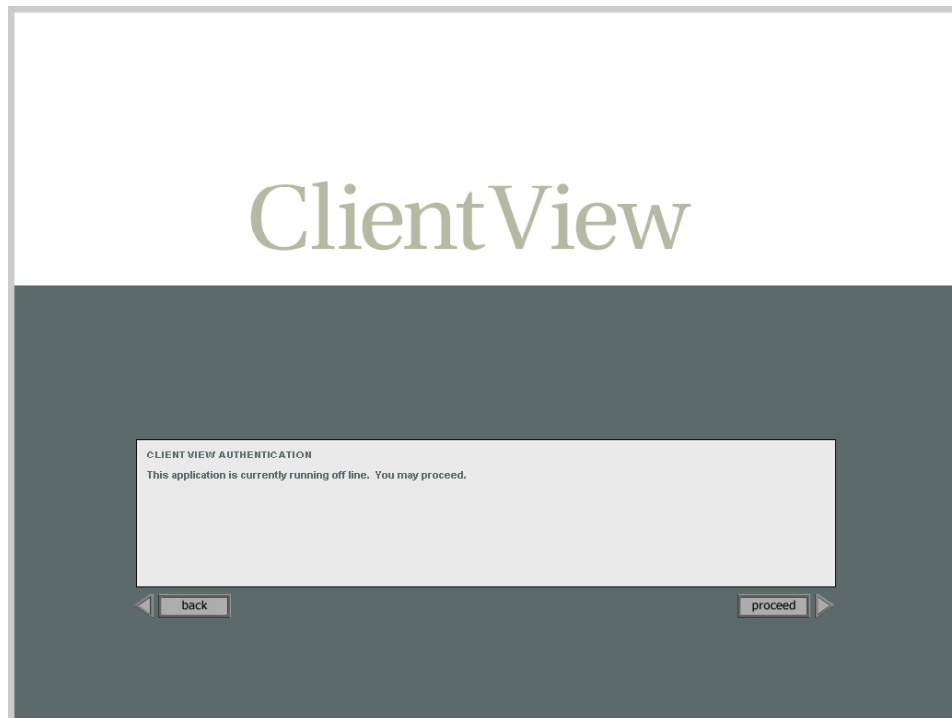 ClientView
CLIENT VIEW AUTHENTICATION
This application is currently running off line.  You may proceed.
back
proceed